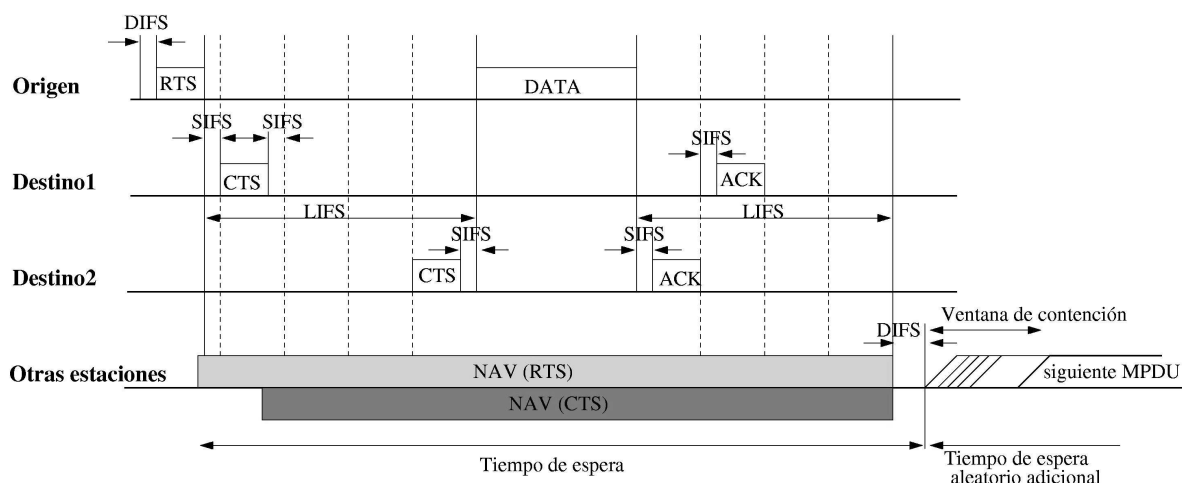 DIFS
Origen
RTS
DATA
SIFS SIFS
SIFS
Destino1
CTS
ACK
LIFS
LIFS
SIFS
SIFS
Destino2
CTS
ACK
Ventana de contención
DIFS
Otras estaciones
NAV (RTS)
siguiente MPDU
NAV (CTS)
Tiempo de espera
Tiempo de espera
aleatorio adicional